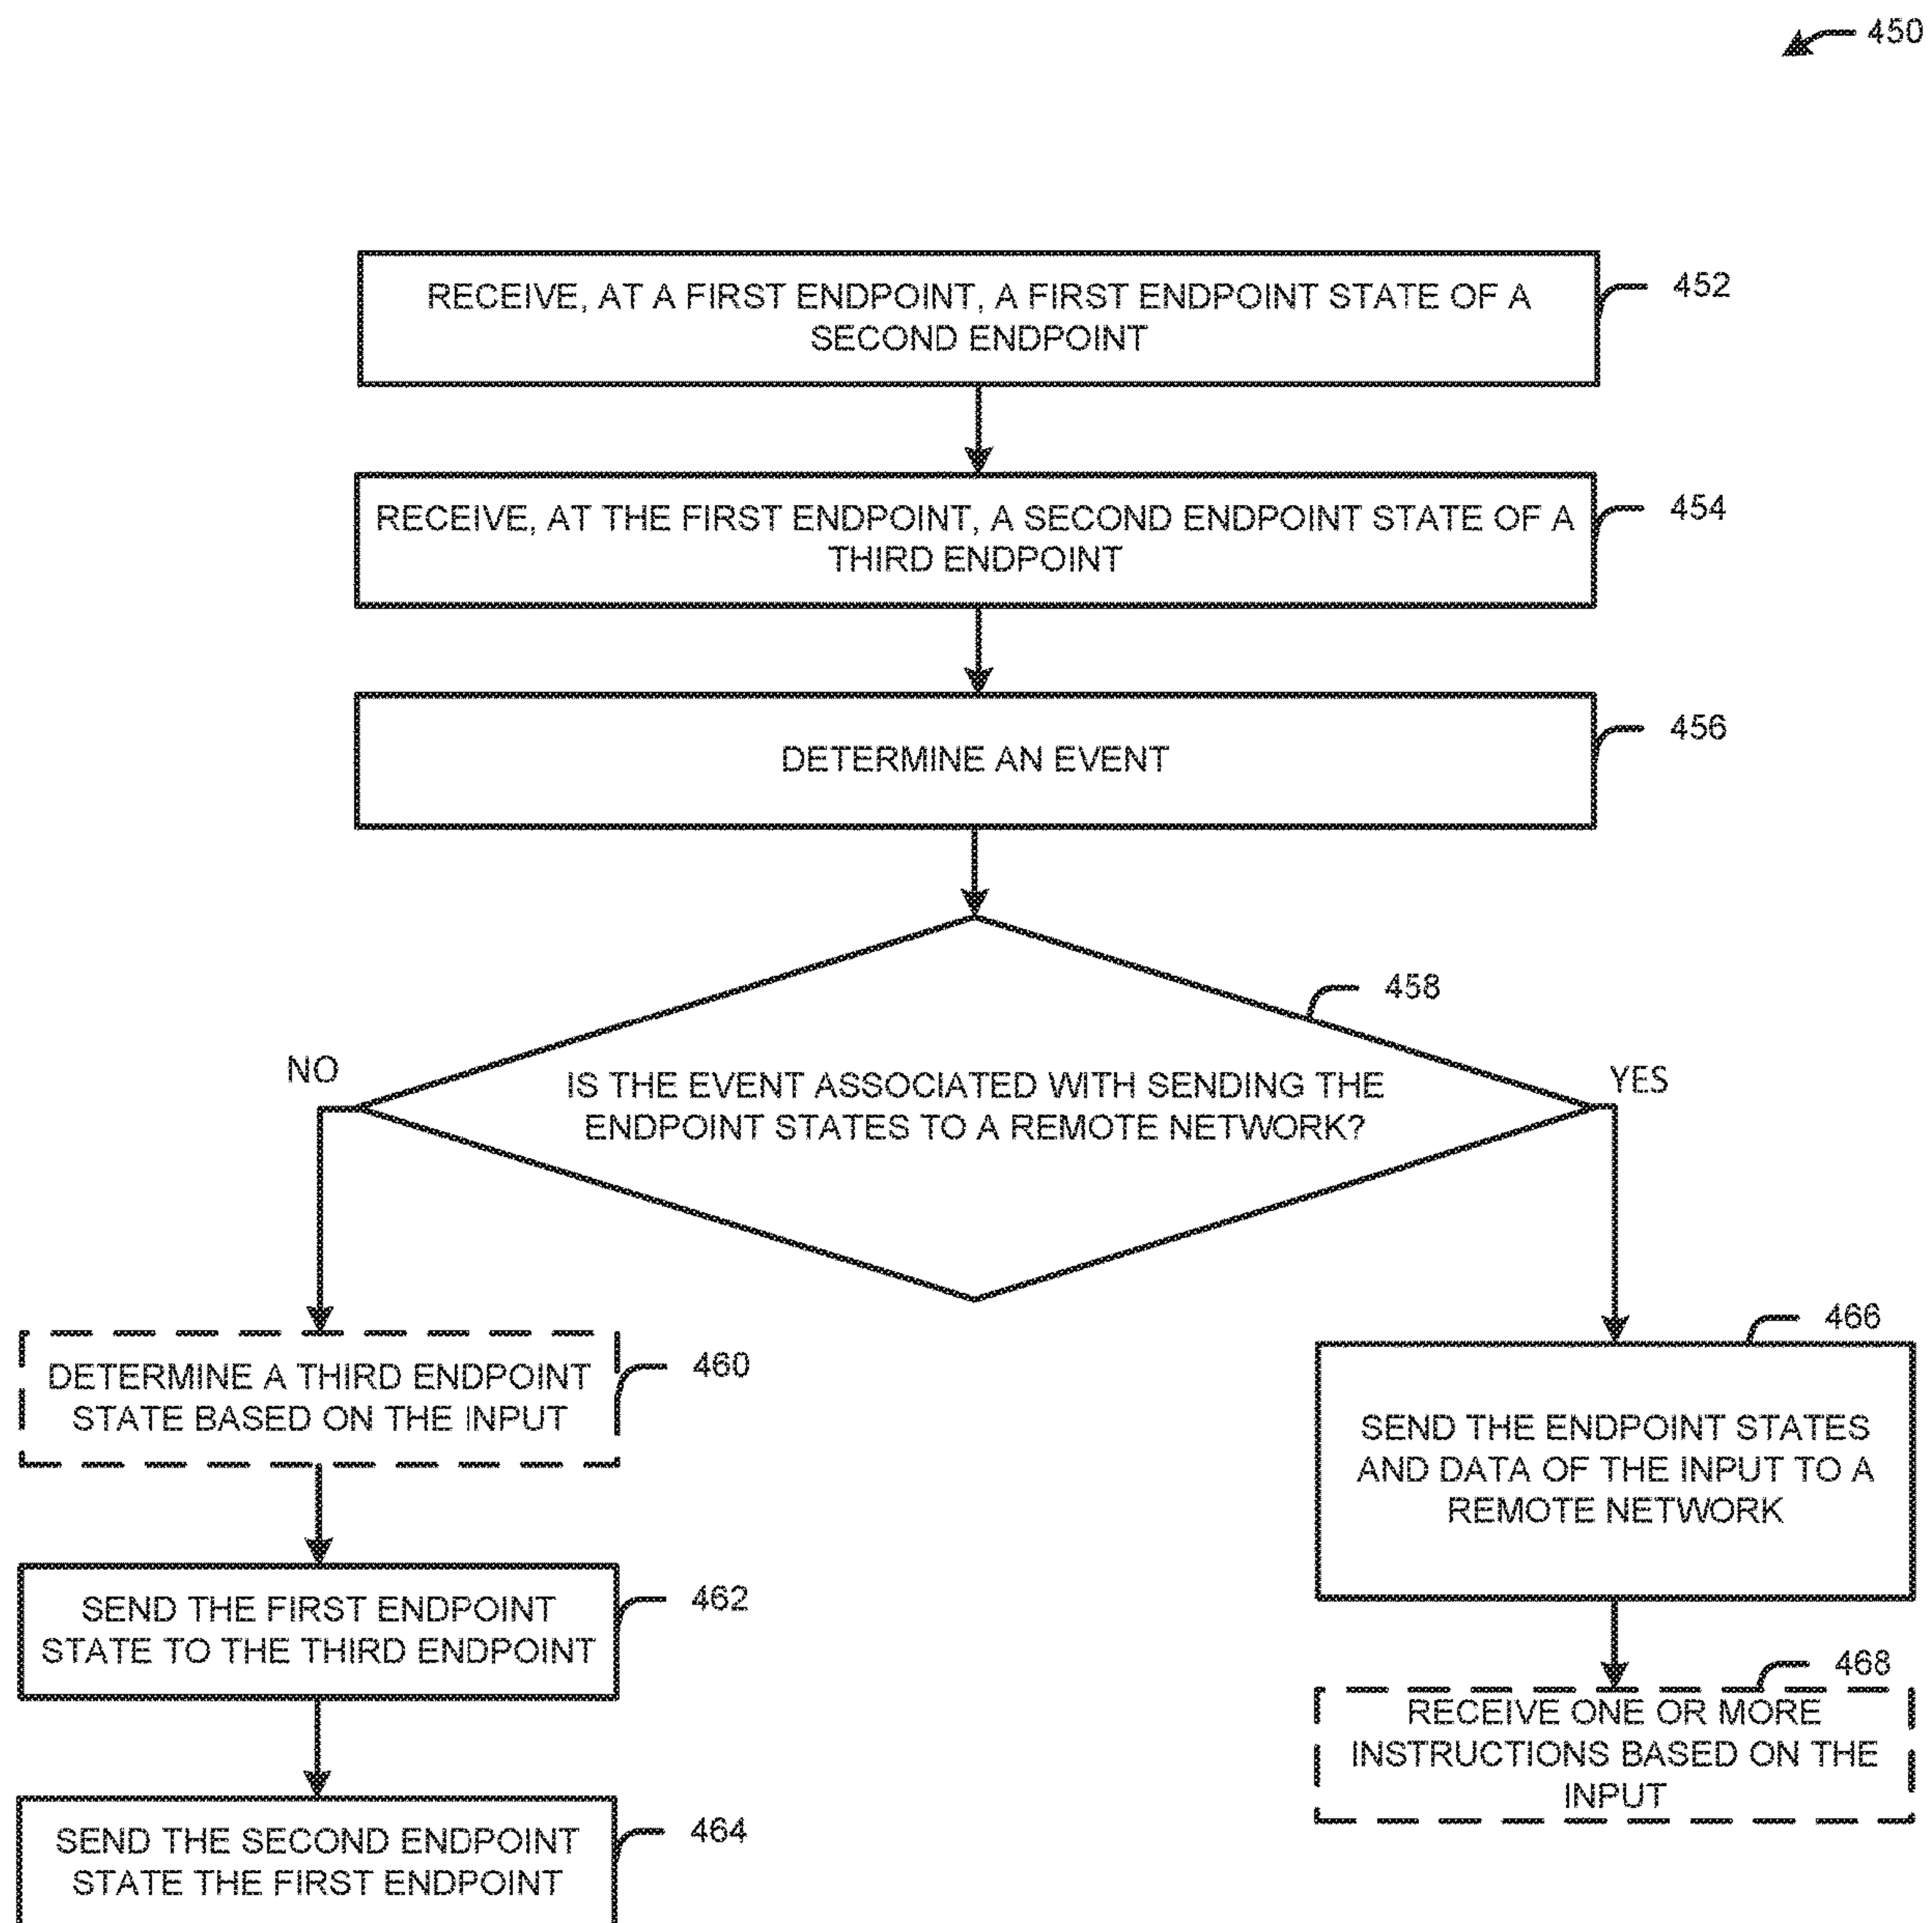 450
RECEIVE, AT A FIRST ENDPOINT, A FIRST ENDPOINT STATE OF A
SECOND ENDPOINT
452
RECEIVE, AT THE FIRST ENDPOINT, A SECOND ENDPOINT STATE OF A
THIRD ENDPOINT
454
DETERMINE AN EVENT
456
458
IS THE EVENT ASSOCIATED WITH SENDING THE
ENDPOINT STATES TO A REMOTE NETWORK?
NO
YES
DETERMINE A THIRD ENDPOINT
STATE BASED ON THE INPUT
460
SEND THE FIRST ENDPOINT
STATE TO THE THIRD ENDPOINT
462
SEND THE SECOND ENDPOINT
STATE THE FIRST ENDPOINT
464
466
SEND THE ENDPOINT STATES
AND DATA OF THE INPUT TO A
REMOTE NETWORK
468
RECEIVE ONE OR MORE
INSTRUCTIONS BASED ON THE
INPUT